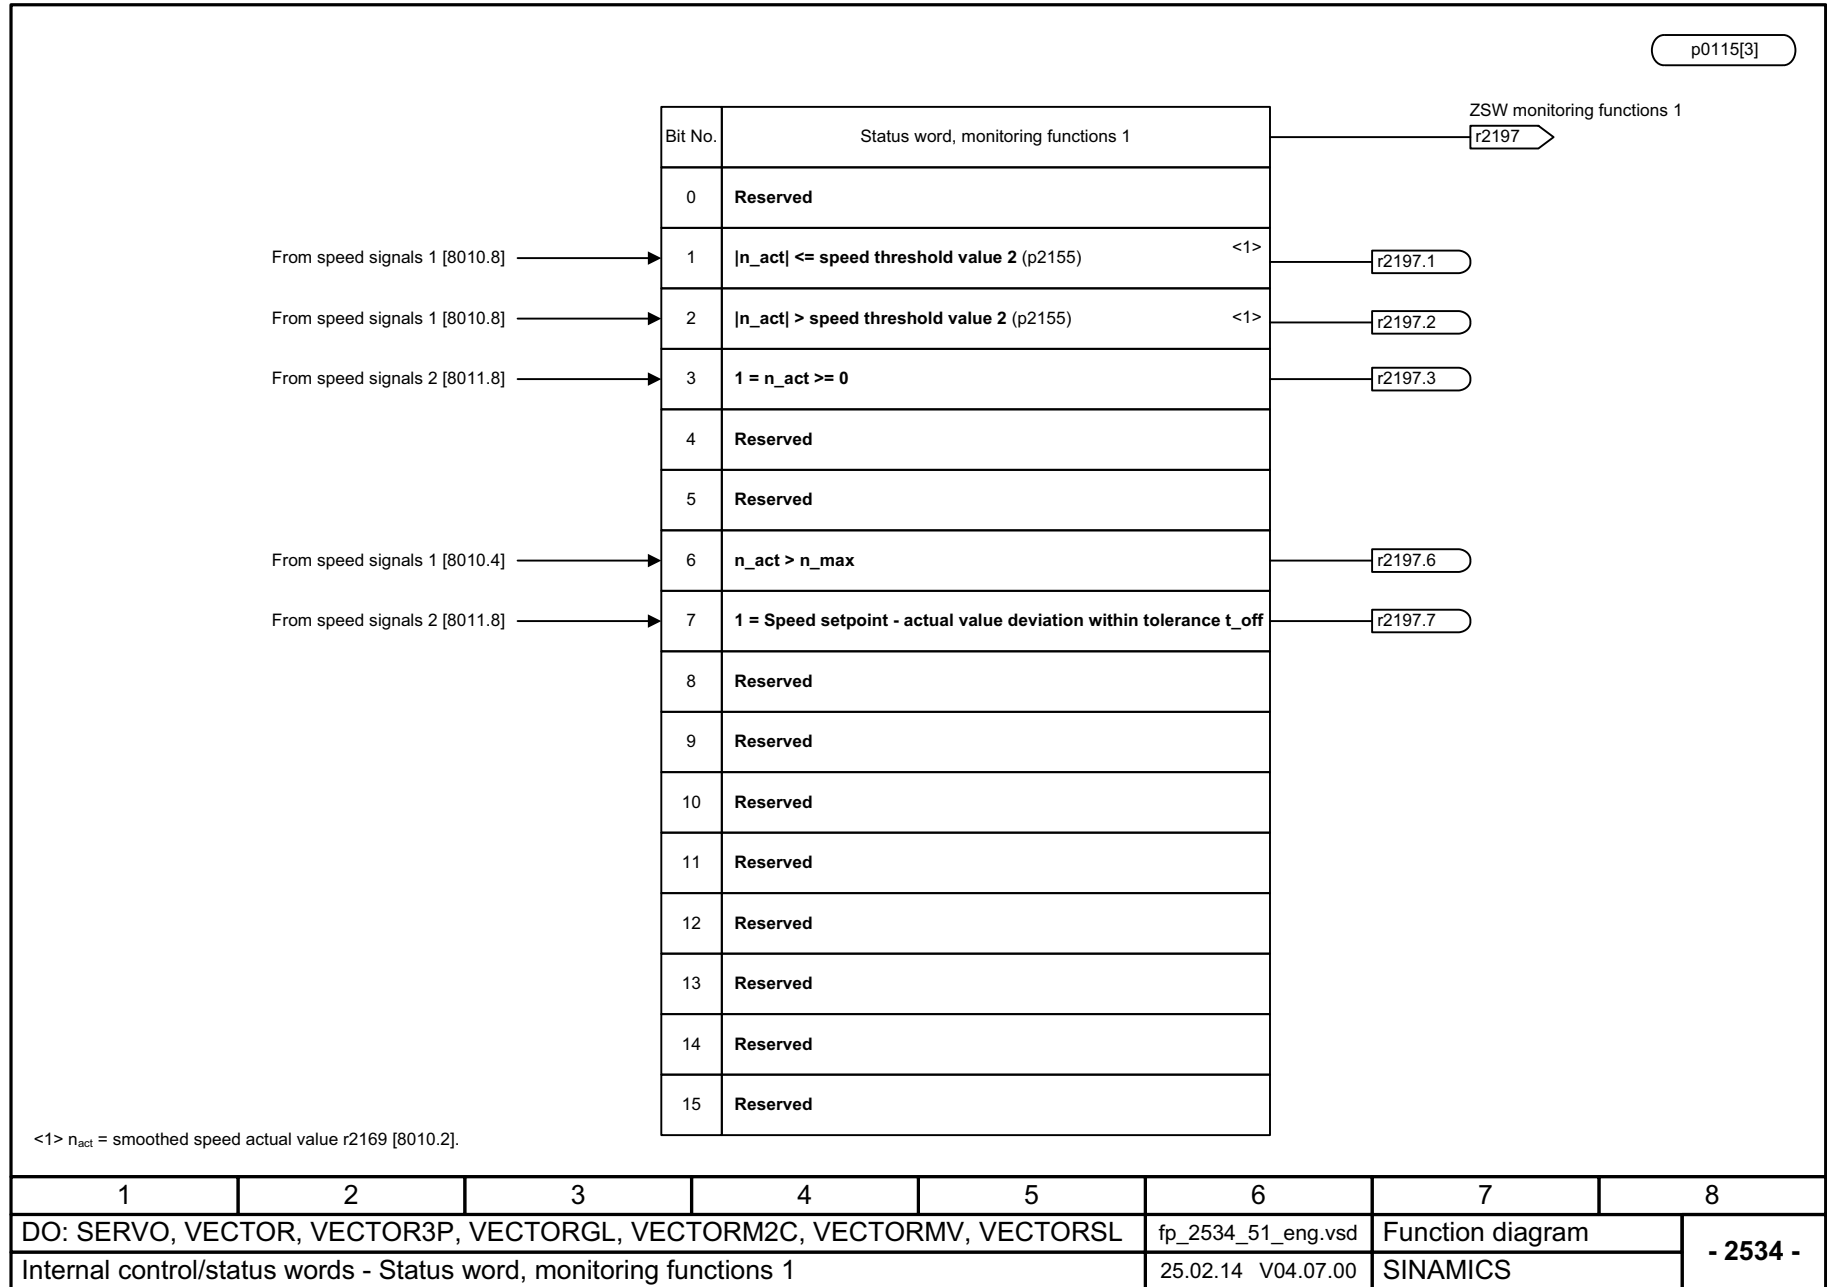 p0115[3]
ZSW monitoring functions 1
Bit No. Status word, monitoring functions 1 r2197
0 Reserved
From speed signals 1 [8010.8] 1 |n_act| <= speed threshold value 2 (p2155) <1> r2197.1
From speed signals 1 [8010.8] 2 |n_act| > speed threshold value 2 (p2155) <1> r2197.2
From speed signals 2 [8011.8] 3 1 = n_act >= 0 r2197.3
4 Reserved
5 Reserved
From speed signals 1 [8010.4] 6 n_act > n_max r2197.6
From speed signals 2 [8011.8] 7 1 = Speed setpoint - actual value deviation within tolerance t_off r2197.7
8 Reserved
9 Reserved
10 Reserved
11 Reserved
12 Reserved
13 Reserved
14 Reserved
15 Reserved
<1> nact = smoothed speed actual value r2169 [8010.2].
1 2 3 4 5 6 7 8
DO: SERVO, VECTOR, VECTOR3P, VECTORGL, VECTORM2C, VECTORMV, VECTORSL fp_2534_51_eng.vsd Function diagram
- 2534 -
Internal control/status words - Status word, monitoring functions 1 25.02.14 V04.07.00 SINAMICS